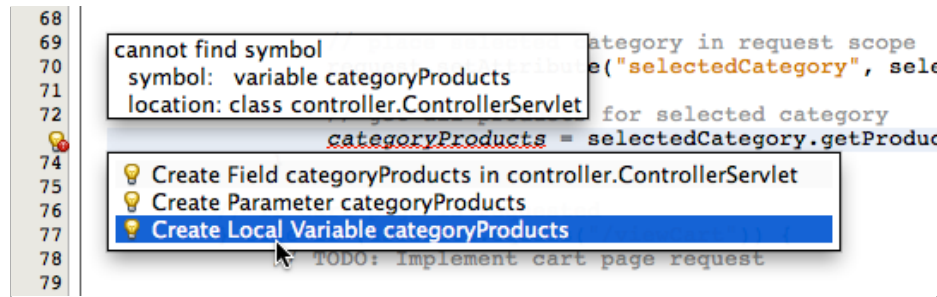 68
69 category in request scope
70 ("selectedCategory", sele
71
72 for selected category
categoryProducts = selectedCategory.getProduc
74
75
76
77
78 TODO: Implement cart page request
79
cannot find symbol
symbol: variable categoryProducts
location: class controller.ControllerServlet
Create Field categoryProducts in controller.ControllerServlet
Create Parameter categoryProducts
Create Local Variable categoryProducts